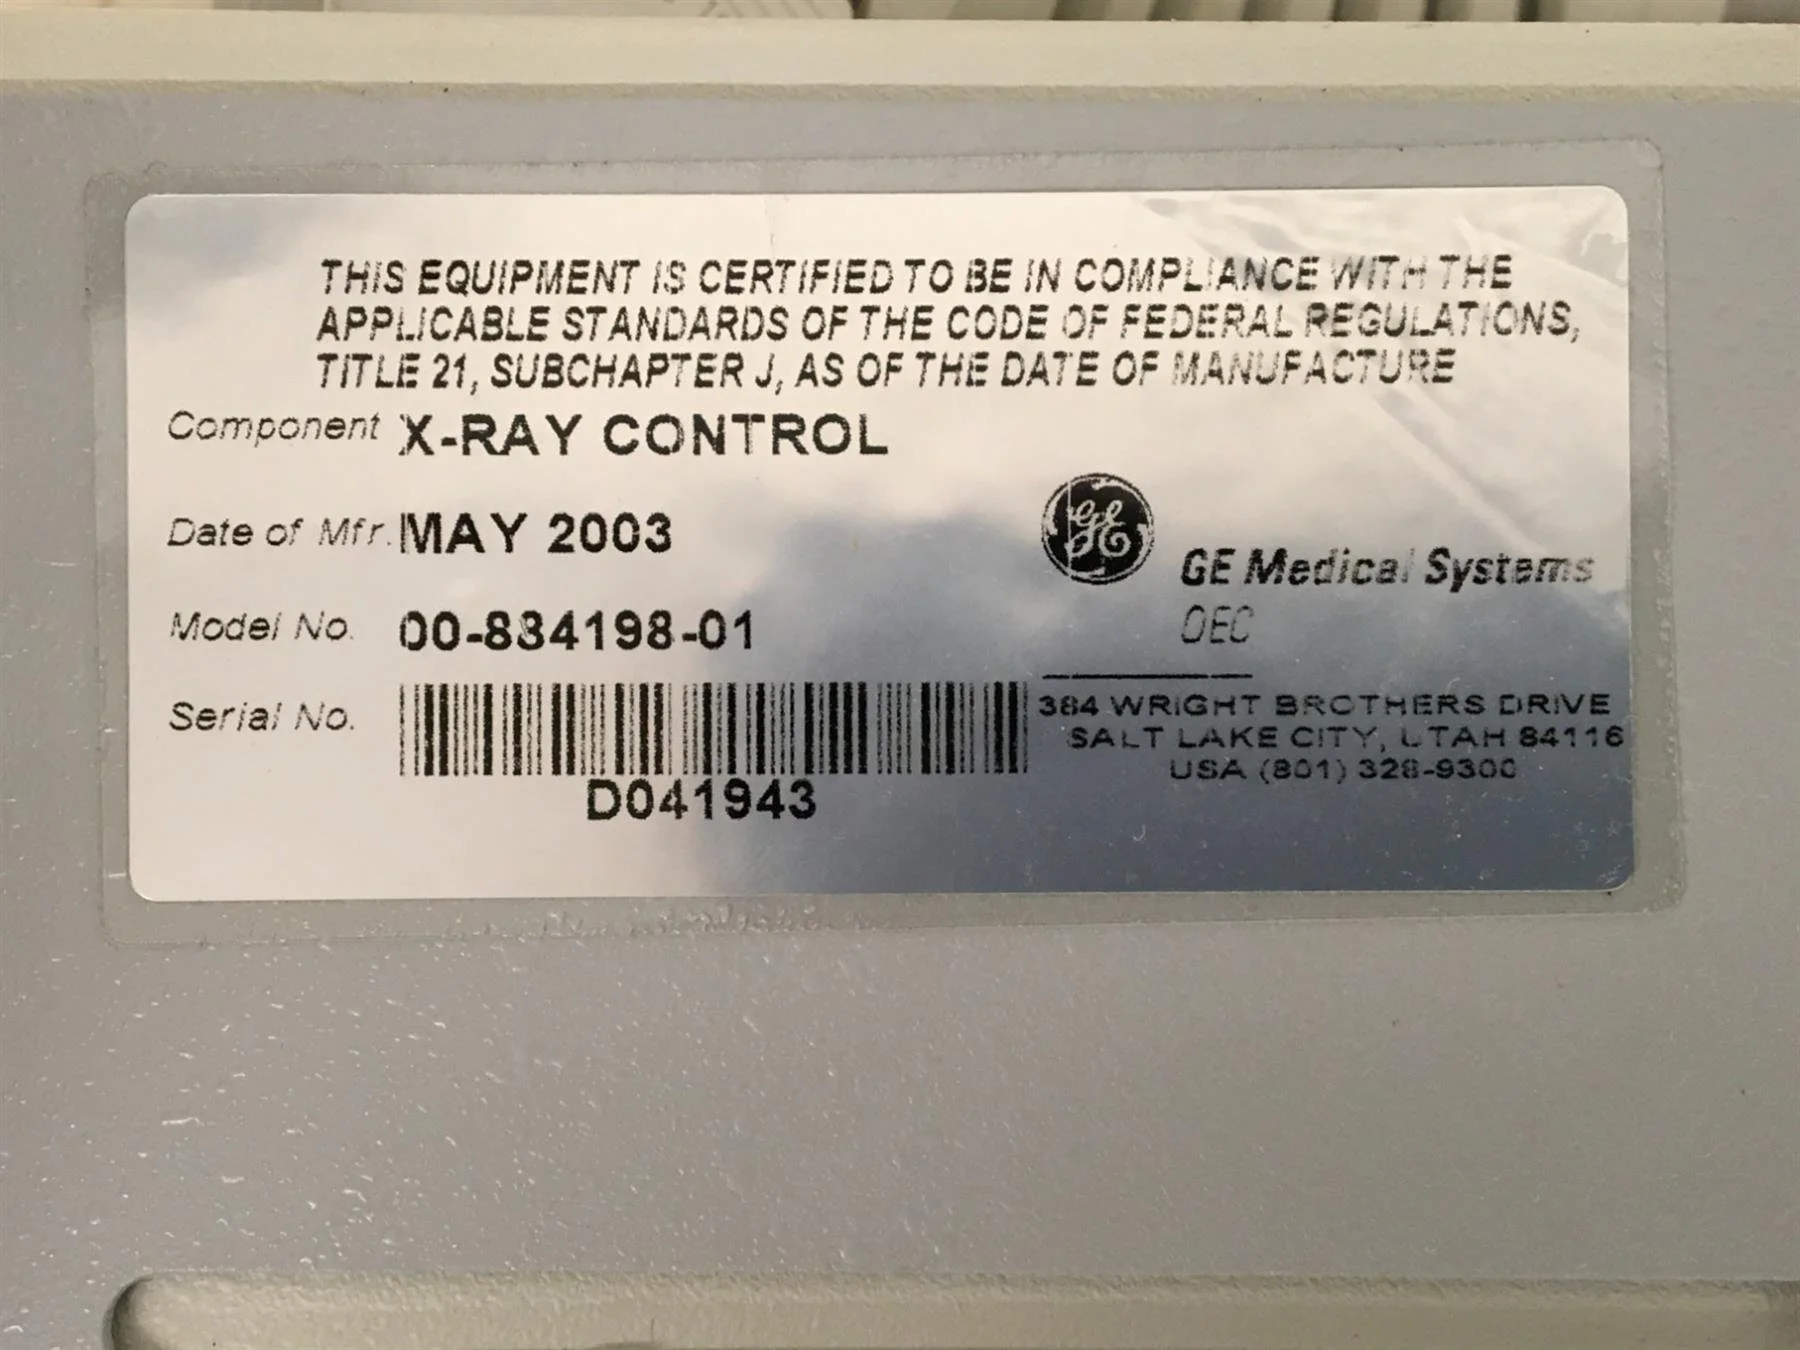 THIS EQUIPMENT IS CERTIFIED TO BE IN COMPLIANCE WITH THE
APPLICABLE STANDARDS OF THE CODE OF FEDERAL REGULATIONS,
TITLE 21, SUBCHAPTER J, AS OF THE DATE OF MANUFACTURE
Component X-RAY CONTROL
Date of Mfr. MAY 2003
Model No. 00-884198-01
Serial No.
D041943
GE
GE Medical Systems
OEC
384 WRIGHT BROTHERS DRIVE
SALT LAKE CITY, UTAH 84116
USA (801) 328-9300